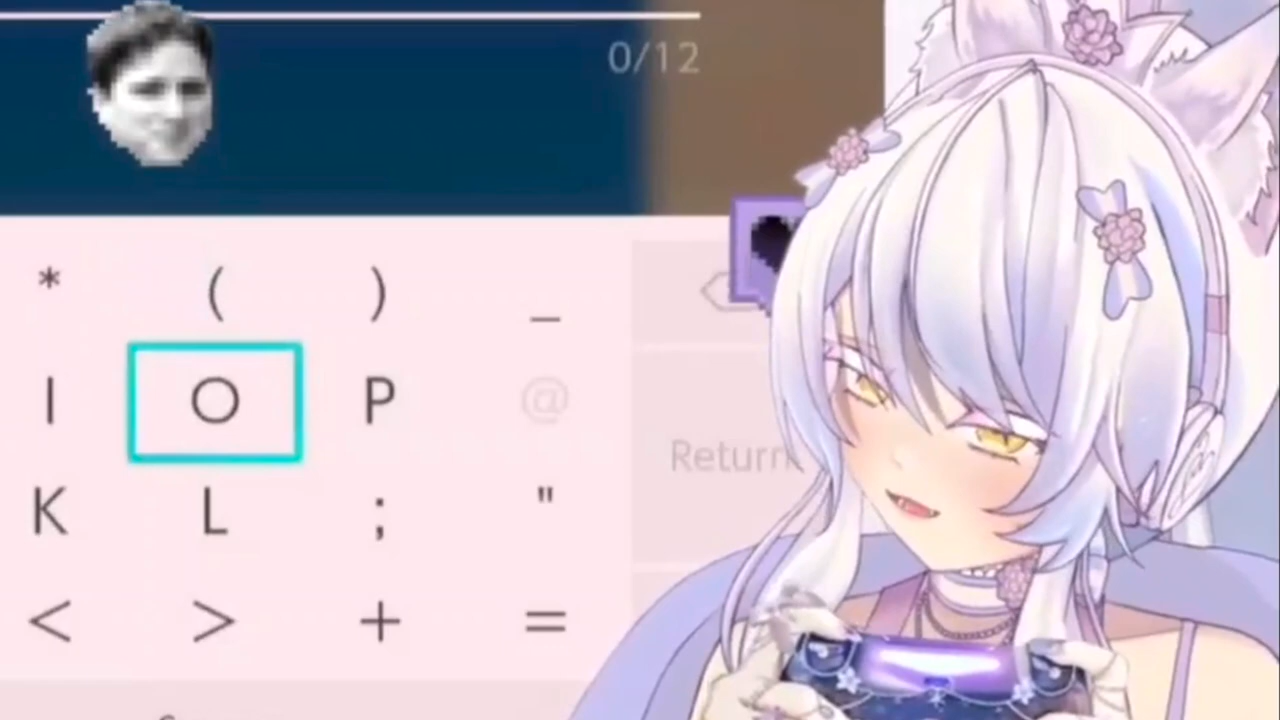 0/12
* ( ) _
I O P @
K L ; "
Return
< > + =